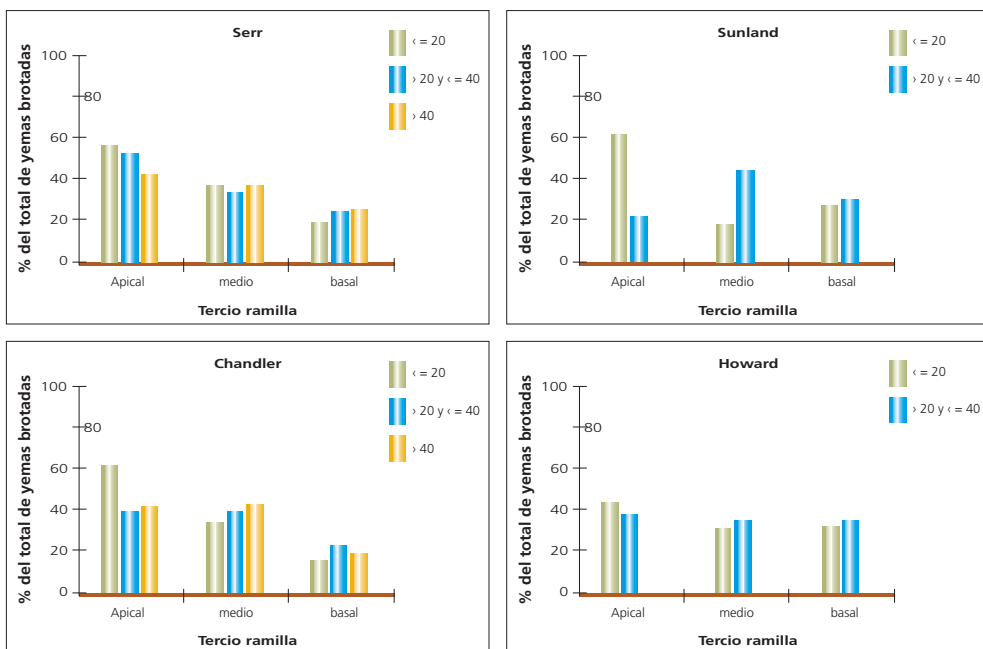 Serr
‹ = 20
› 20 y ‹ = 40
› 40
% del total de yemas brotadas
100
80
60
40
20
0
Apical medio basal
Tercio ramilla
Sunland
‹ = 20
› 20 y ‹ = 40
% del total de yemas brotadas
100
80
60
40
20
0
Apical medio basal
Tercio ramilla
Chandler
‹ = 20
› 20 y ‹ = 40
› 40
% del total de yemas brotadas
100
80
60
40
20
0
Apical medio basal
Tercio ramilla
Howard
‹ = 20
› 20 y ‹ = 40
% del total de yemas brotadas
100
80
60
40
20
0
Apical medio basal
Tercio ramilla